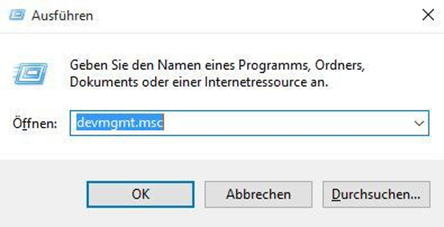 Ausführen
Geben Sie den Namen eines Programms, Ordners,
Dokuments oder einer Internetressource an.
Öffnen: devmgmt.msc
OK Abbrechen Durchsuchen...